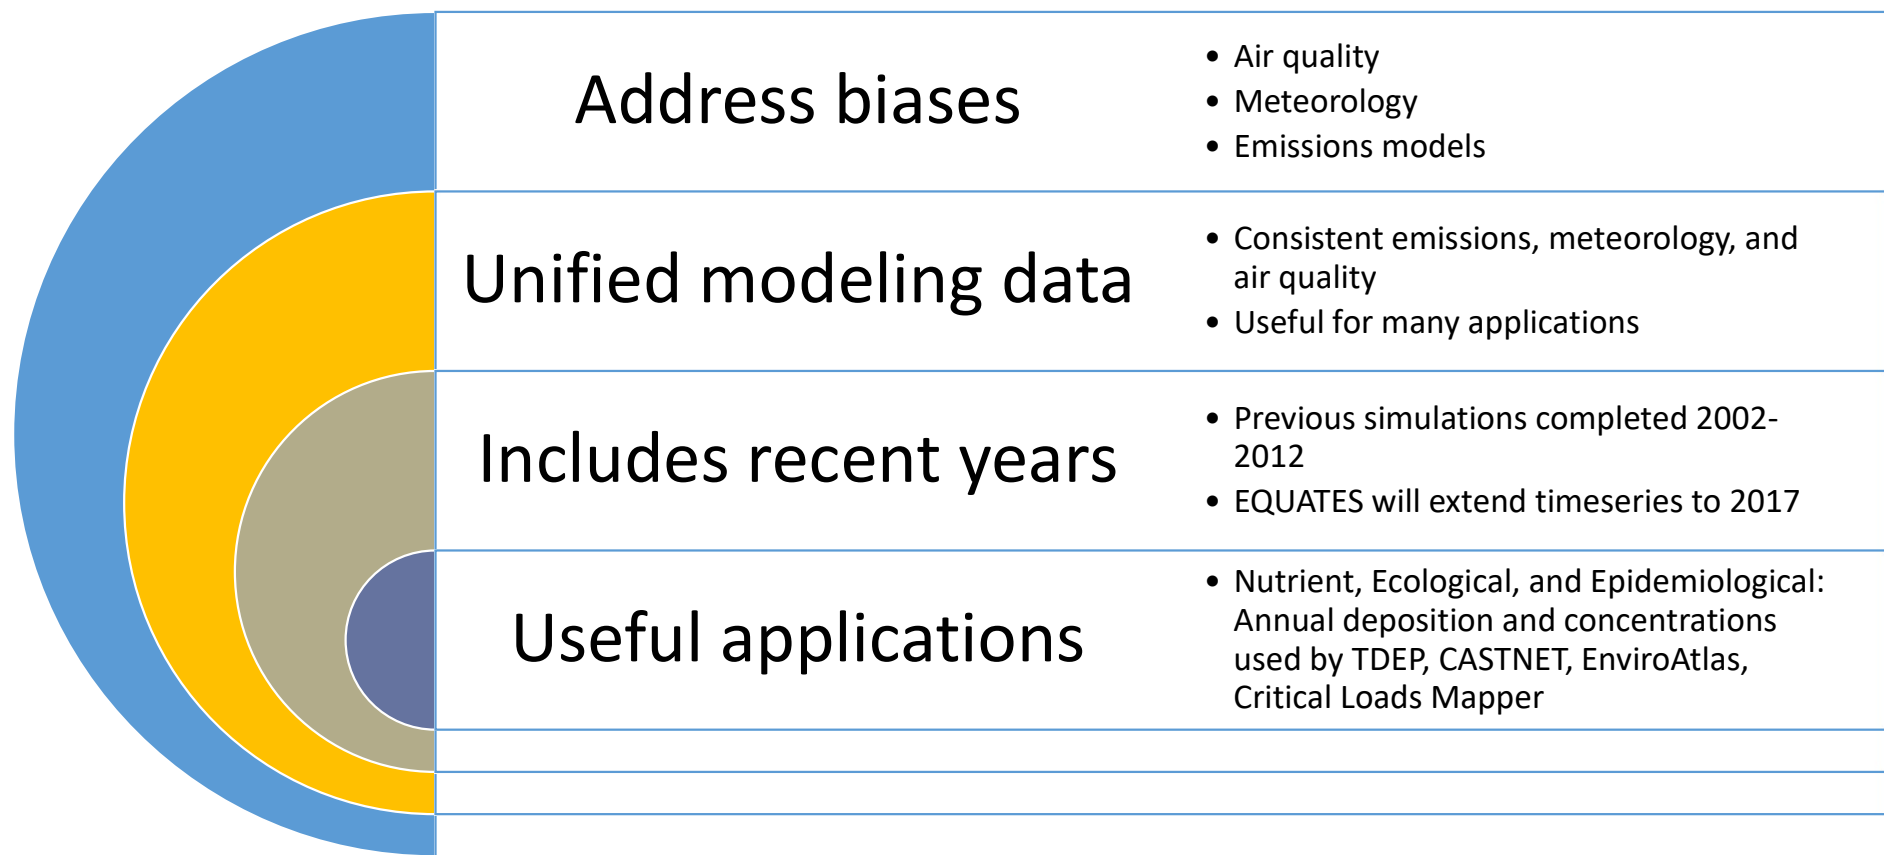 Address biases
• Air quality
• Meteorology
• Emissions models
Unified modeling data
• Consistent emissions, meteorology, and
air quality
• Useful for many applications
Includes recent years
• Previous simulations completed 2002-
2012
• EQUATES will extend timeseries to 2017
Useful applications
• Nutrient, Ecological, and Epidemiological:
Annual deposition and concentrations
used by TDEP, CASTNET, EnviroAtlas,
Critical Loads Mapper